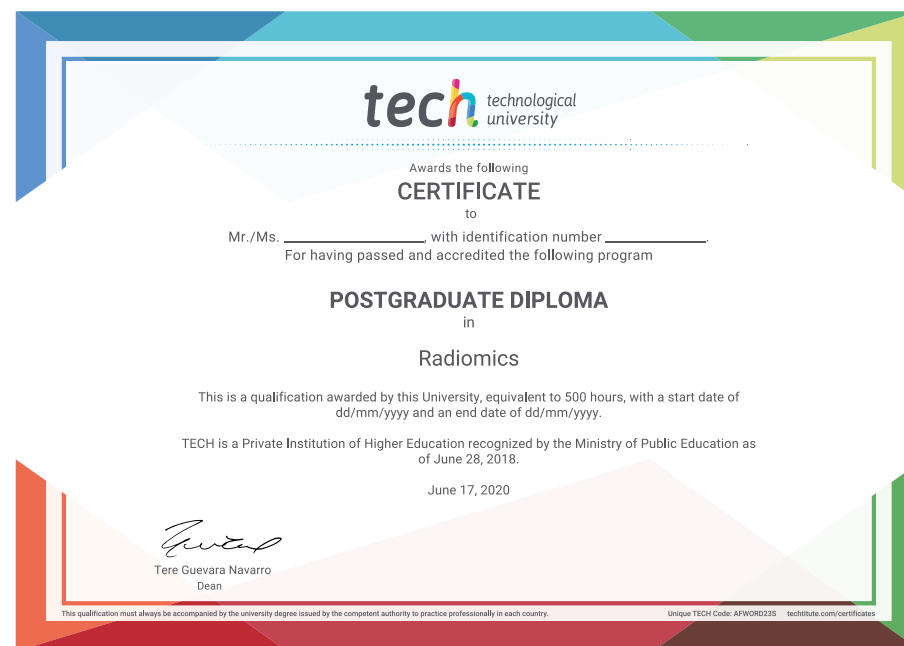 tech technological
university
Awards the following
CERTIFICATE
to
Mr./Ms. ____________________, with identification number ______________.
For having passed and accredited the following program
POSTGRADUATE DIPLOMA
in
Radiomics
This is a qualification awarded by this University, equivalent to 500 hours, with a start date of
dd/mm/yyyy and an end date of dd/mm/yyyy.
TECH is a Private Institution of Higher Education recognized by the Ministry of Public Education as
of June 28, 2018.
June 17, 2020
Tere Guevara Navarro
Dean
This qualification must always be accompanied by the university degree issued by the competent authority to practice professionally in each country.
Unique TECH Code: AFWORD23S techtitute.com/certificates